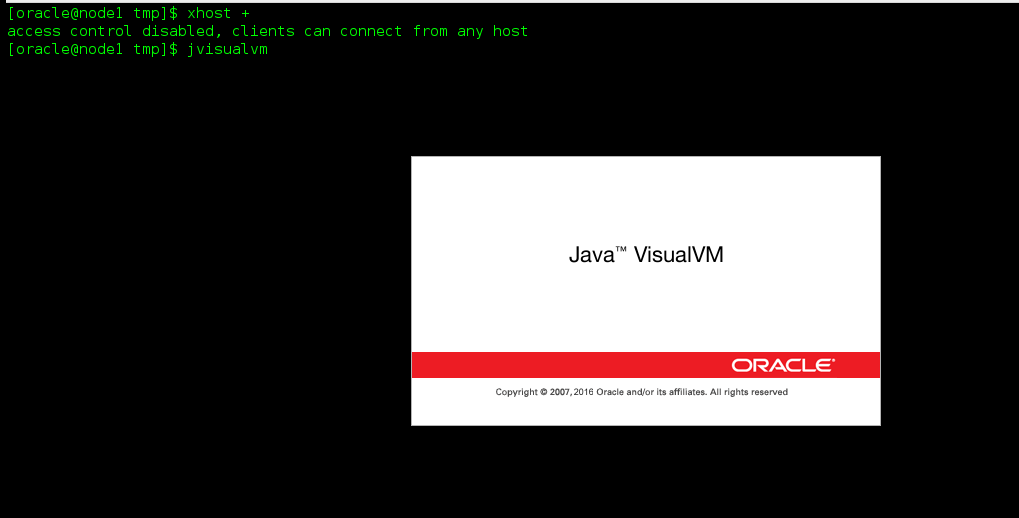 [oracle@node1 tmp]$ xhost +
access control disabled, clients can connect from any host
[oracle@node1 tmp]$ jvisualvm
Java™ VisualVM
ORACLE®
Copyright © 2007, 2016 Oracle and/or its affiliates. All rights reserved